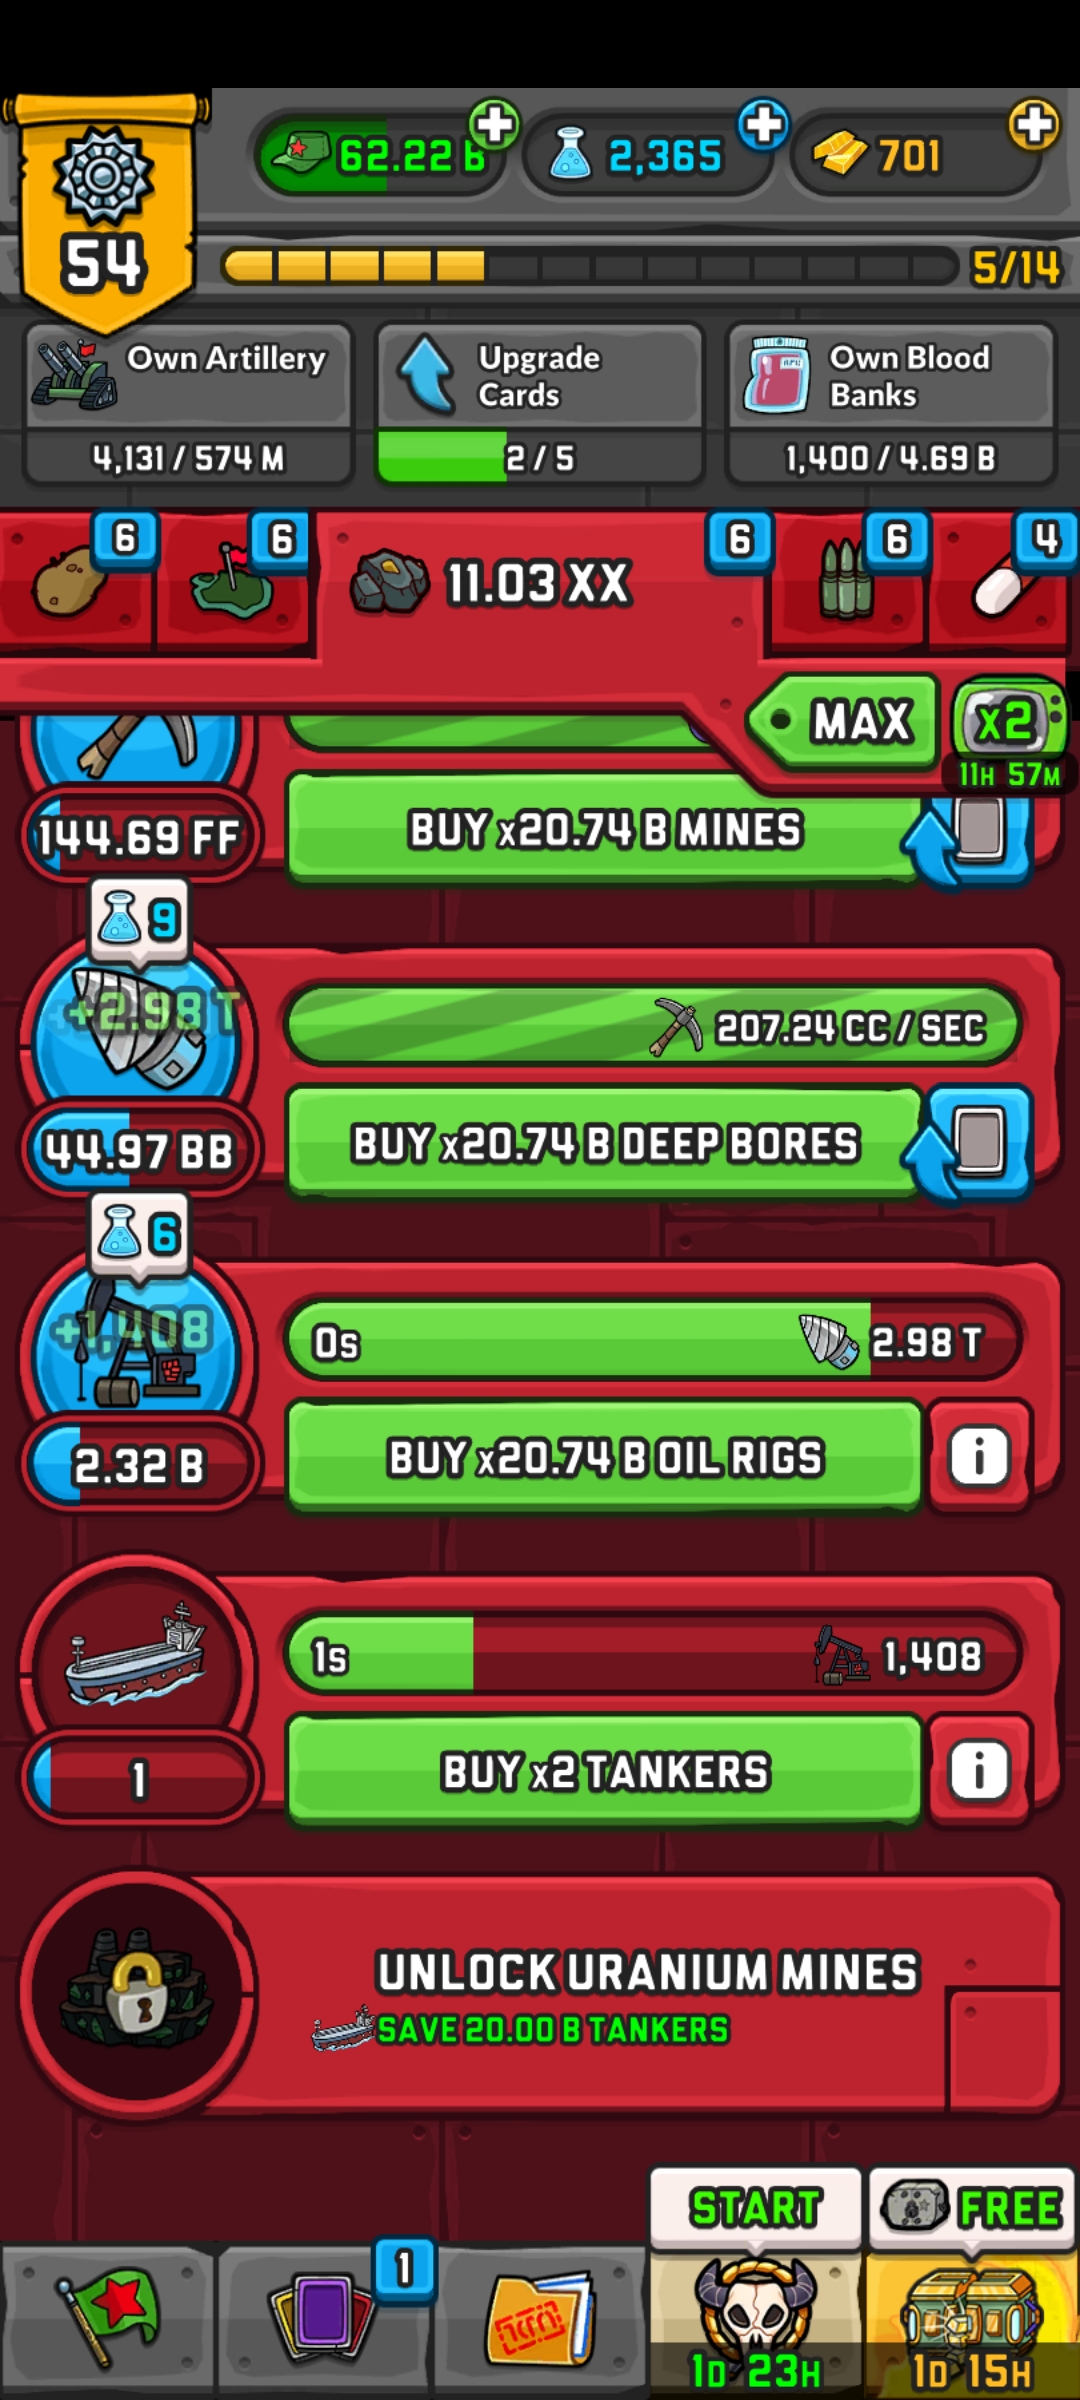 62.22 B
2,365
701
54
5/14
Own Artillery
Upgrade
Cards
Own Blood
Banks
4,131 / 574 M
2 / 5
1,400 / 4.69 B
6
6
11.03 XX
6
6
4
MAX
x2
11H 57M
144.69 FF
BUY x20.74 B MINES
9
+2.98 T
207.24 CC / SEC
44.97 BB
BUY x20.74 B DEEP BORES
6
+1,408
0s
2.98 T
2.32 B
BUY x20.74 B OIL RIGS
i
1s
1,408
1
BUY x2 TANKERS
i
UNLOCK URANIUM MINES
SAVE 20.00 B TANKERS
START
FREE
1
1D 23H
1D 15H